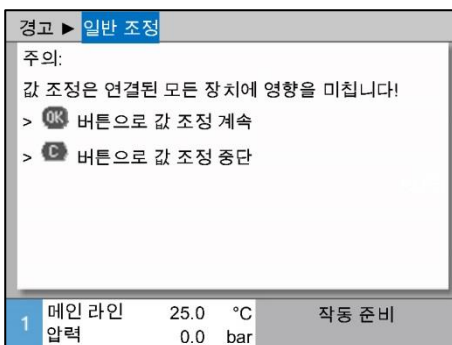 경고 ► 일반 조정
주의:
값 조정은 연결된 모든 장치에 영향을 미칩니다!
> OK 버튼으로 값 조정 계속
> C 버튼으로 값 조정 중단
1 메인 라인 25.0 °C 작동 준비
압력 0.0 bar